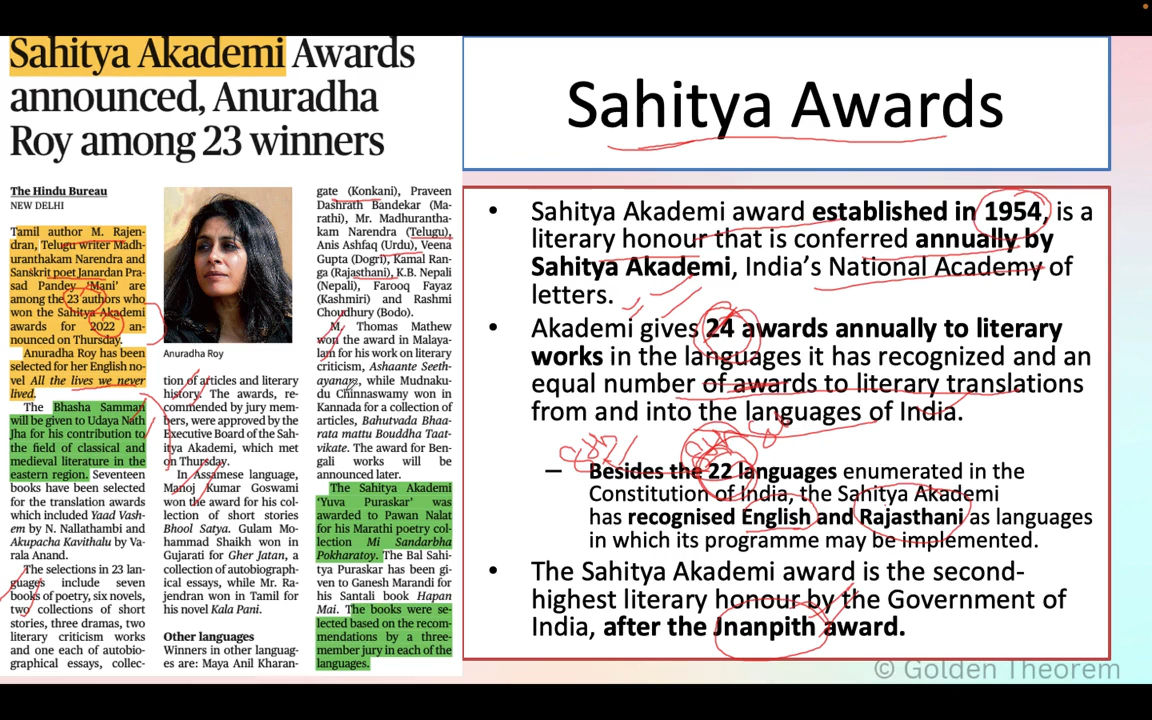 Sahitya Akademi Awards
announced, Anuradha
Roy among 23 winners
The Hindu Bureau
NEW DELHI
Tamil author M. Rajen-
dran, Telugu writer Madh-
uranthakam Narendra and
Sanskrit poet Janardan Pra-
sad Pandey ‘Mani’ are
among the 23 authors who
won the Sahitya Akademi
awards for 2022 an-
nounced on Thursday.
Anuradha Roy has been
selected for her English no-
vel All the lives we never
lived.
The Bhasha Samman
will be given to Udaya Nath
Jha for his contribution to
the field of classical and
medieval literature in the
eastern region. Seventeen
books have been selected
for the translation awards
which included Yaad Vash-
em by N. Nallathambi and
Akupacha Kavithalu by Va-
rala Anand.
The selections in 23 lan-
guages include seven
books of poetry, six novels,
two collections of short
stories, three dramas, two
literary criticism works
and one each of autobio-
graphical essays, collec-
Anuradha Roy
tion of articles and literary
history. The awards, re-
commended by jury mem-
bers, were approved by the
Executive Board of the Sah-
itya Akademi, which met
on Thursday.
In Assamese language,
Manoj Kumar Goswami
won the award for his col-
lection of short stories
Bhool Satya. Gulam Mo-
hammad Shaikh won in
Gujarati for Gher Jatan, a
collection of autobiograph-
ical essays, while Mr. Ra-
jendran won in Tamil for
his novel Kala Pani.
Other languages
Winners in other languag-
es are: Maya Anil Kharan-
gate (Konkani), Praveen
Dashrath Bandekar (Ma-
rathi), Mr. Madhurantha-
kam Narendra (Telugu),
Anis Ashfaq (Urdu), Veena
Gupta (Dogri), Kamal Ran-
ga (Rajasthani), K.B. Nepali
(Nepali), Farooq Fayaz
(Kashmiri) and Rashmi
Choudhury (Bodo).
M. Thomas Mathew
won the award in Malaya-
lam for his work on literary
criticism, Ashaante Seeth-
ayanam, while Mudnaku-
du Chinnaswamy won in
Kannada for a collection of
articles, Bahutvada Bhaa-
rata mattu Bouddha Taat-
vikate. The award for Ben-
gali works will be
announced later.
The Sahitya Akademi
‘Yuva Puraskar’ was
awarded to Pawan Nalat
for his Marathi poetry col-
lection Mi Sandarbha
Pokharatoy. The Bal Sahi-
tya Puraskar has been gi-
ven to Ganesh Marandi for
his Santali book Hapan
Mai. The books were se-
lected based on the recom-
mendations by a three-
member jury in each of the
languages.
Sahitya Awards
• Sahitya Akademi award established in 1954, is a
literary honour that is conferred annually by
Sahitya Akademi, India’s National Academy of
letters.
• Akademi gives 24 awards annually to literary
works in the languages it has recognized and an
equal number of awards to literary translations
from and into the languages of India.
– Besides the 22 languages enumerated in the
Constitution of India, the Sahitya Akademi
has recognised English and Rajasthani as languages
in which its programme may be implemented.
• The Sahitya Akademi award is the second-
highest literary honour by the Government of
India, after the Jnanpith award.
© Golden Theorem